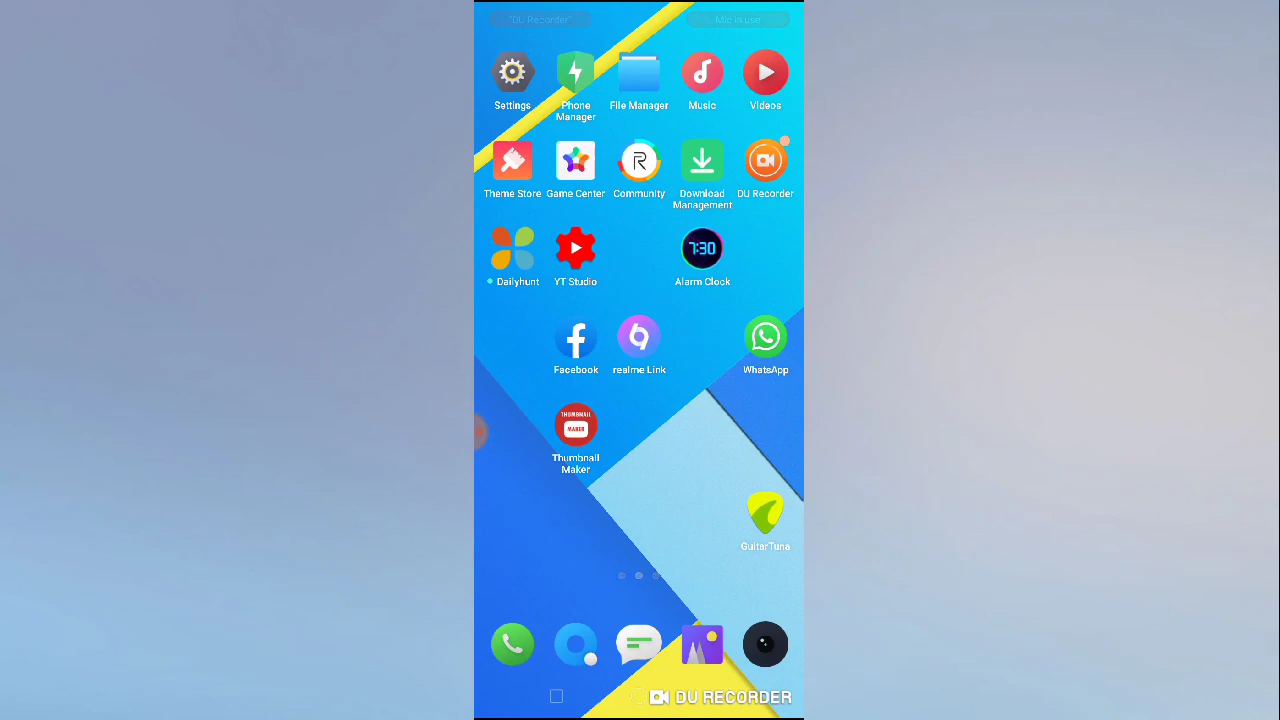 "DU Recorder"
Mic in use
Settings
Phone
Manager
File Manager
Music
Videos
Theme Store
Game Center
Community
Download
Management
DU Recorder
Dailyhunt
YT Studio
7:30
Alarm Clock
Facebook
realme Link
WhatsApp
THUMBNAIL
MAKER
Thumbnail
Maker
GuitarTuna
DU RECORDER